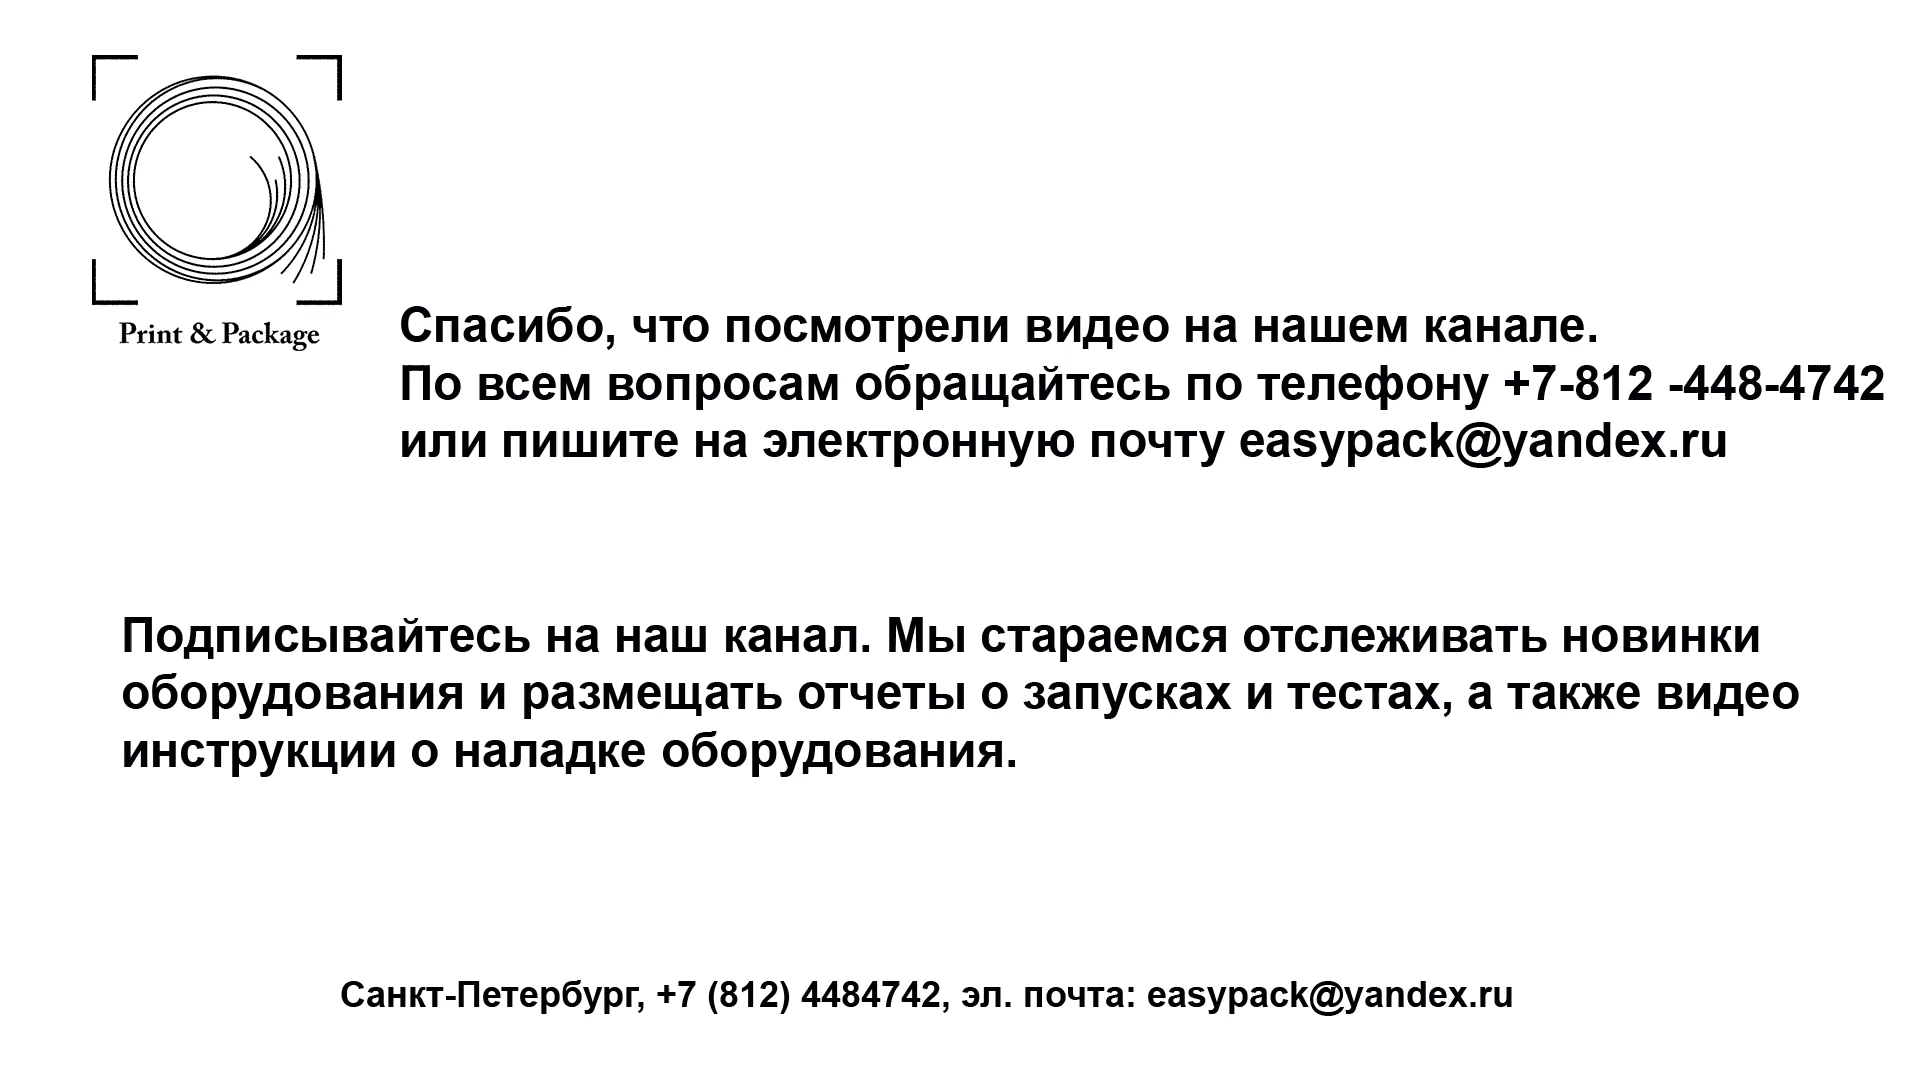 Print & Package
Спасибо, что посмотрели видео на нашем канале.
По всем вопросам обращайтесь по телефону +7-812 -448-4742
или пишите на электронную почту easypack@yandex.ru
Подписывайтесь на наш канал. Мы стараемся отслеживать новинки
оборудования и размещать отчеты о запусках и тестах, а также видео
инструкции о наладке оборудования.
Санкт-Петербург, +7 (812) 4484742, эл. почта: easypack@yandex.ru